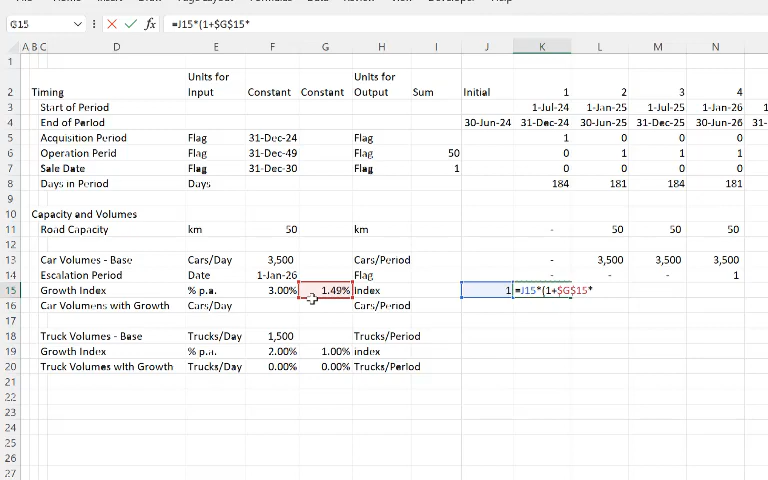 G15 fx =J15*(1+$G$15*
A B C D E F G H I J K L M N
1
Units for Units for
2 Timing Input Constant Constant Output Sum Initial 1 2 3 4
3 Start of Period 1-Jul-24 1-Jan-25 1-Jul-25 1-Jan-26
4 End of Period 30-Jun-24 31-Dec-24 30-Jun-25 31-Dec-25 30-Jun-26 31-
5 Acquisition Period Flag 31-Dec-24 Flag 1 0 0 0
6 Operation Perid Flag 31-Dec-49 Flag 50 0 1 1 1
7 Sale Date Flag 31-Dec-30 Flag 1 0 0 0 0
8 Days in Period Days 184 181 184 181
9
10 Capacity and Volumes
11 Road Capacity km 50 km - 50 50 50
12
13 Car Volumes - Base Cars/Day 3,500 Cars/Period - 3,500 3,500 3,500
14 Escalation Period Date 1-Jan-26 Flag - - - 1
15 Growth Index % p.a. 3.00% 1.49% Index 1 =J15*(1+$G$15*
16 Car Volumens with Growth Cars/Day Cars/Period
17
18 Truck Volumes - Base Trucks/Day 1,500 Trucks/Period
19 Growth Index % p.a. 2.00% 1.00% index
20 Truck Volumes with Growth Trucks/Day 0.00% 0.00% Trucks/Period
21
22
23
24
25
26
27